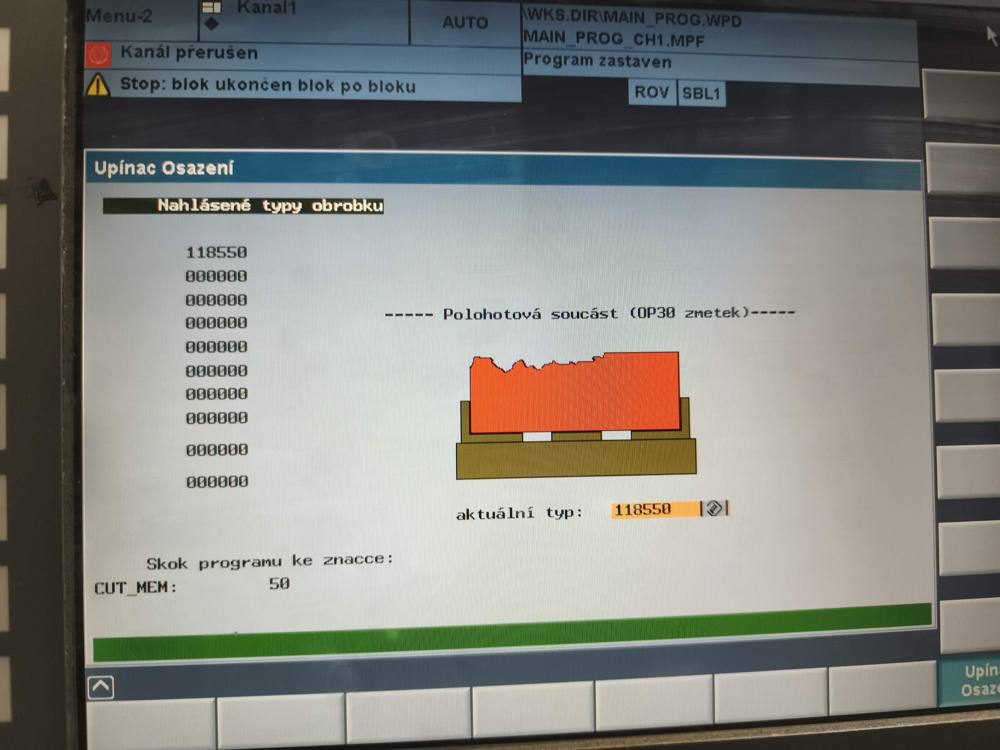 Menu-2
Kanal1
AUTO
\WKS.DIR\MAIN_PROG.WPD
MAIN_PROG_CH1.MPF
Kanál přerušen
Program zastaven
Stop: blok ukončen blok po bloku
ROV SBL1
Upínac Osazení
Nahlásené typy obrobku
118550
000000
000000
000000
000000
000000
000000
000000
000000
000000
----- Polohotová soucást (OP30 zmetek)-----
aktuální typ: 118550
Skok programu ke znacce:
CUT_MEM: 50
Upín
Osaze